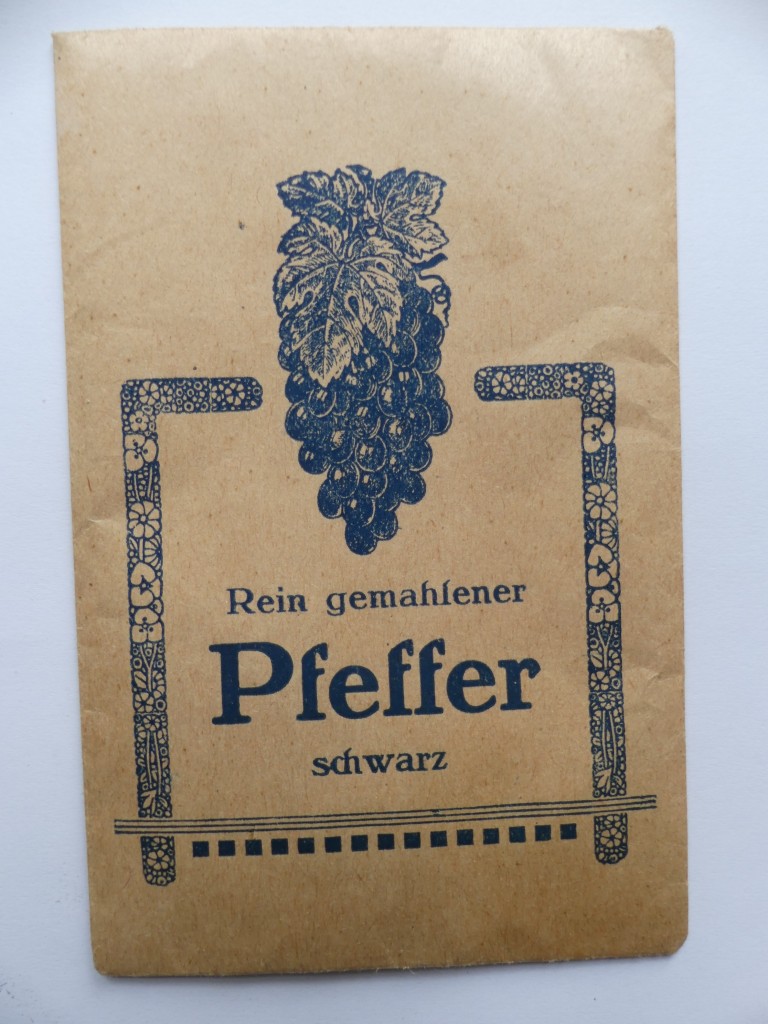 Rein gemahlener
Pfeffer
schwarz